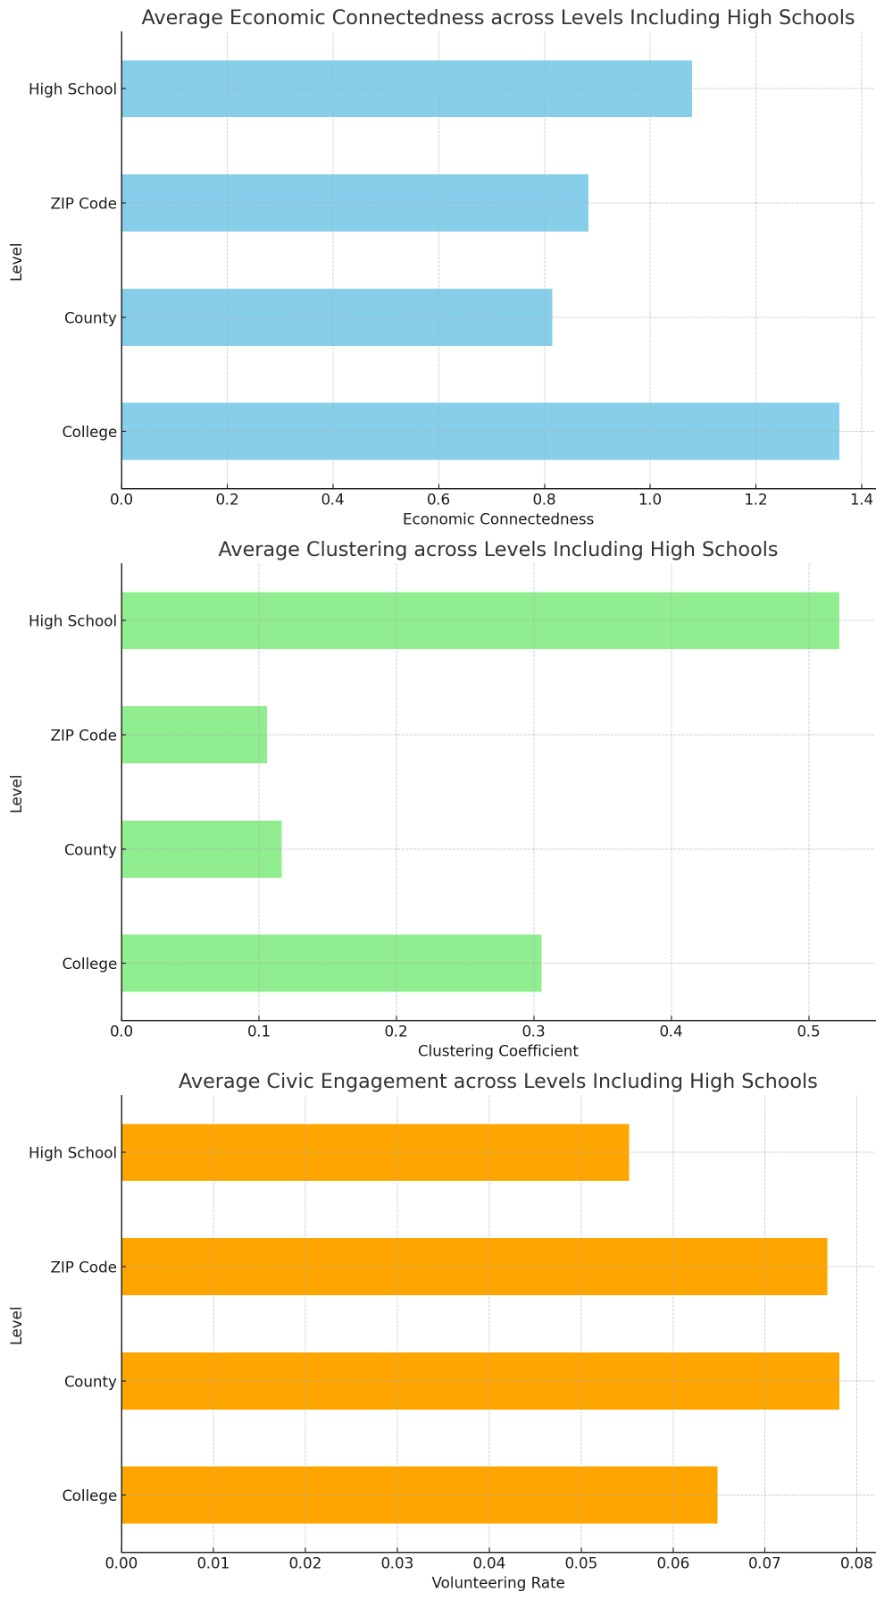 Average Economic Connectedness across Levels Including High Schools
High School
ZIP Code
County
College
Level
0.0 0.2 0.4 0.6 0.8 1.0 1.2 1.4
Economic Connectedness
Average Clustering across Levels Including High Schools
High School
ZIP Code
County
College
Level
0.0 0.1 0.2 0.3 0.4 0.5
Clustering Coefficient
Average Civic Engagement across Levels Including High Schools
High School
ZIP Code
County
College
Level
0.00 0.01 0.02 0.03 0.04 0.05 0.06 0.07 0.08
Volunteering Rate